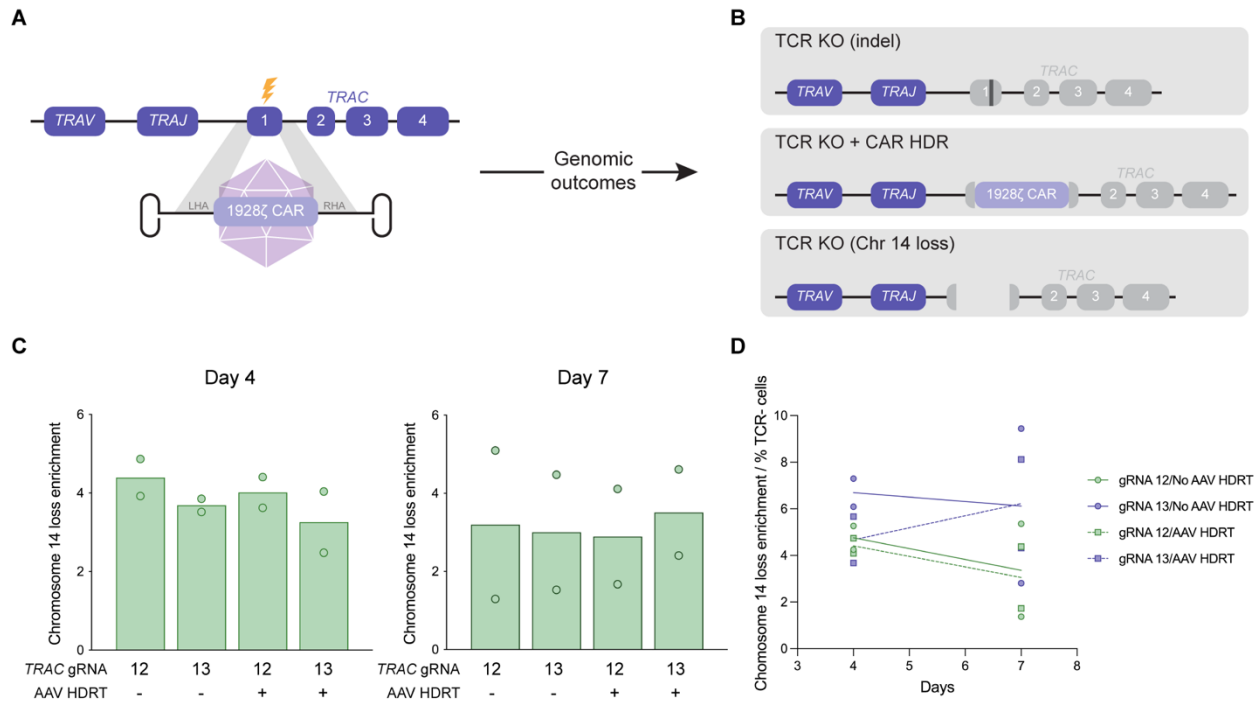 A
TRAC
TRAV
TRAJ
1
2
3
4
LHA
1928ζ CAR
RHA
Genomic
outcomes
B
TCR KO (indel)
TRAC
TRAV
TRAJ
1
2
3
4
TCR KO + CAR HDR
TRAC
TRAV
TRAJ
1928ζ CAR
2
3
4
TCR KO (Chr 14 loss)
TRAC
TRAV
TRAJ
2
3
4
C
Day 4
Chromosome 14 loss enrichment
6
4
2
0
TRAC gRNA 12 13 12 13
AAV HDRT - - + +
Day 7
Chromosome 14 loss enrichment
6
4
2
0
TRAC gRNA 12 13 12 13
AAV HDRT - - + +
D
Chromosome 14 loss enrichment / % TCR- cells
10
8
6
4
2
0
3 4 5 6 7 8
Days
gRNA 12/No AAV HDRT
gRNA 13/No AAV HDRT
gRNA 12/AAV HDRT
gRNA 13/AAV HDRT